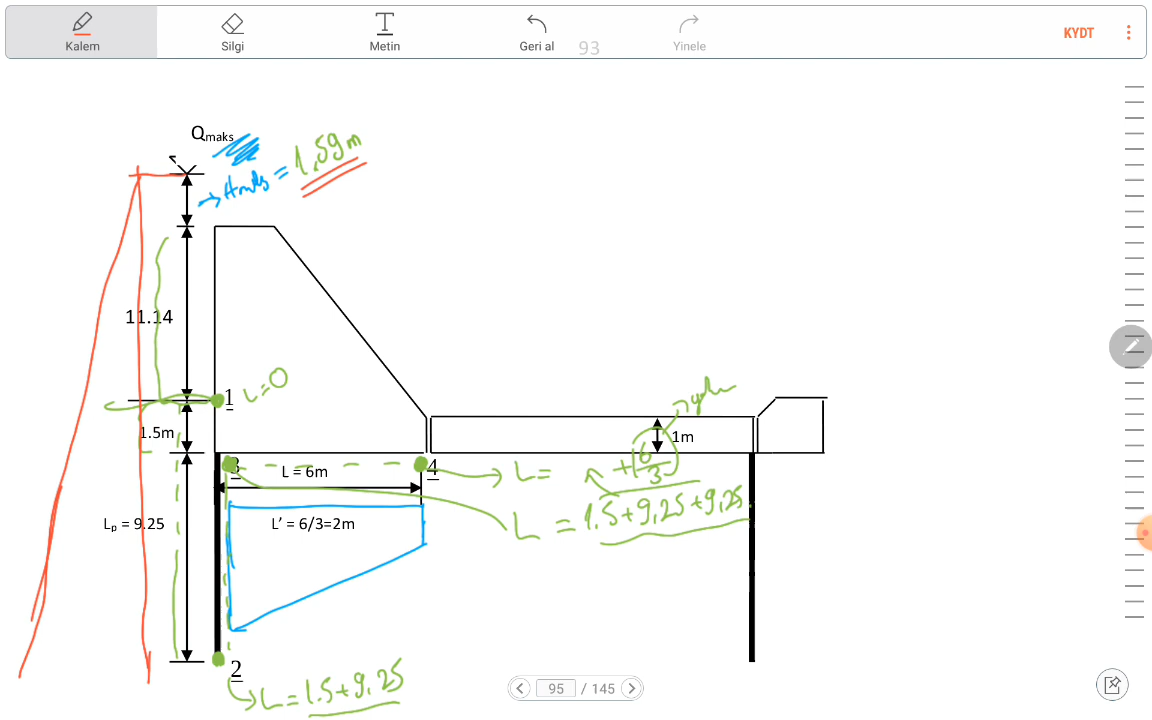 Kalem Silgi Metin Geri al 93 Yinele KYDT
Qmaks
→ Hmaks = 1,59m
11.14
1 L=0
1.5m
1m
3 L = 6m 4 → L = + (6/3)
Lₚ = 9.25 L' = 6/3=2m L = 1.5+9,25+9,25
2
→ L = 1.5+9,25
95 / 145